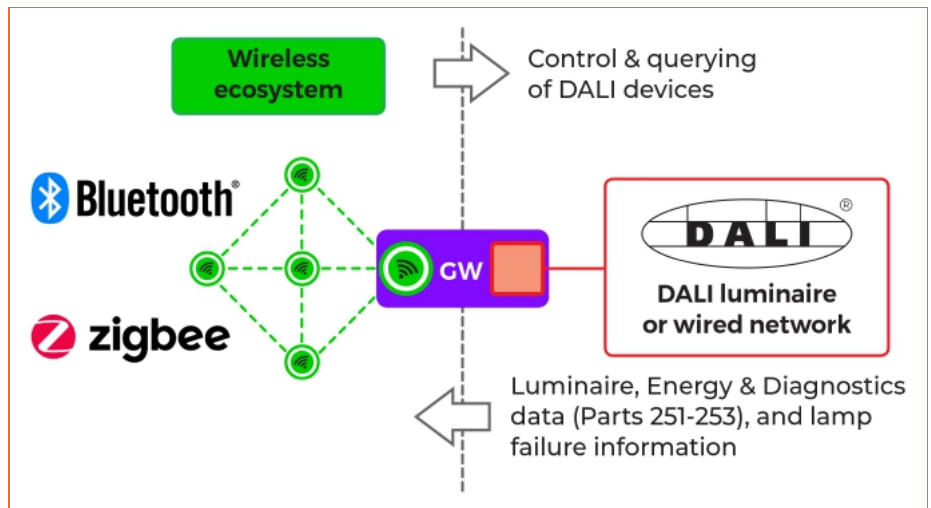 Wireless
ecosystem
Control & querying
of DALI devices
Bluetooth®
GW
DALI
®
DALI luminaire
or wired network
zigbee
Luminaire, Energy & Diagnostics
data (Parts 251-253), and lamp
failure information